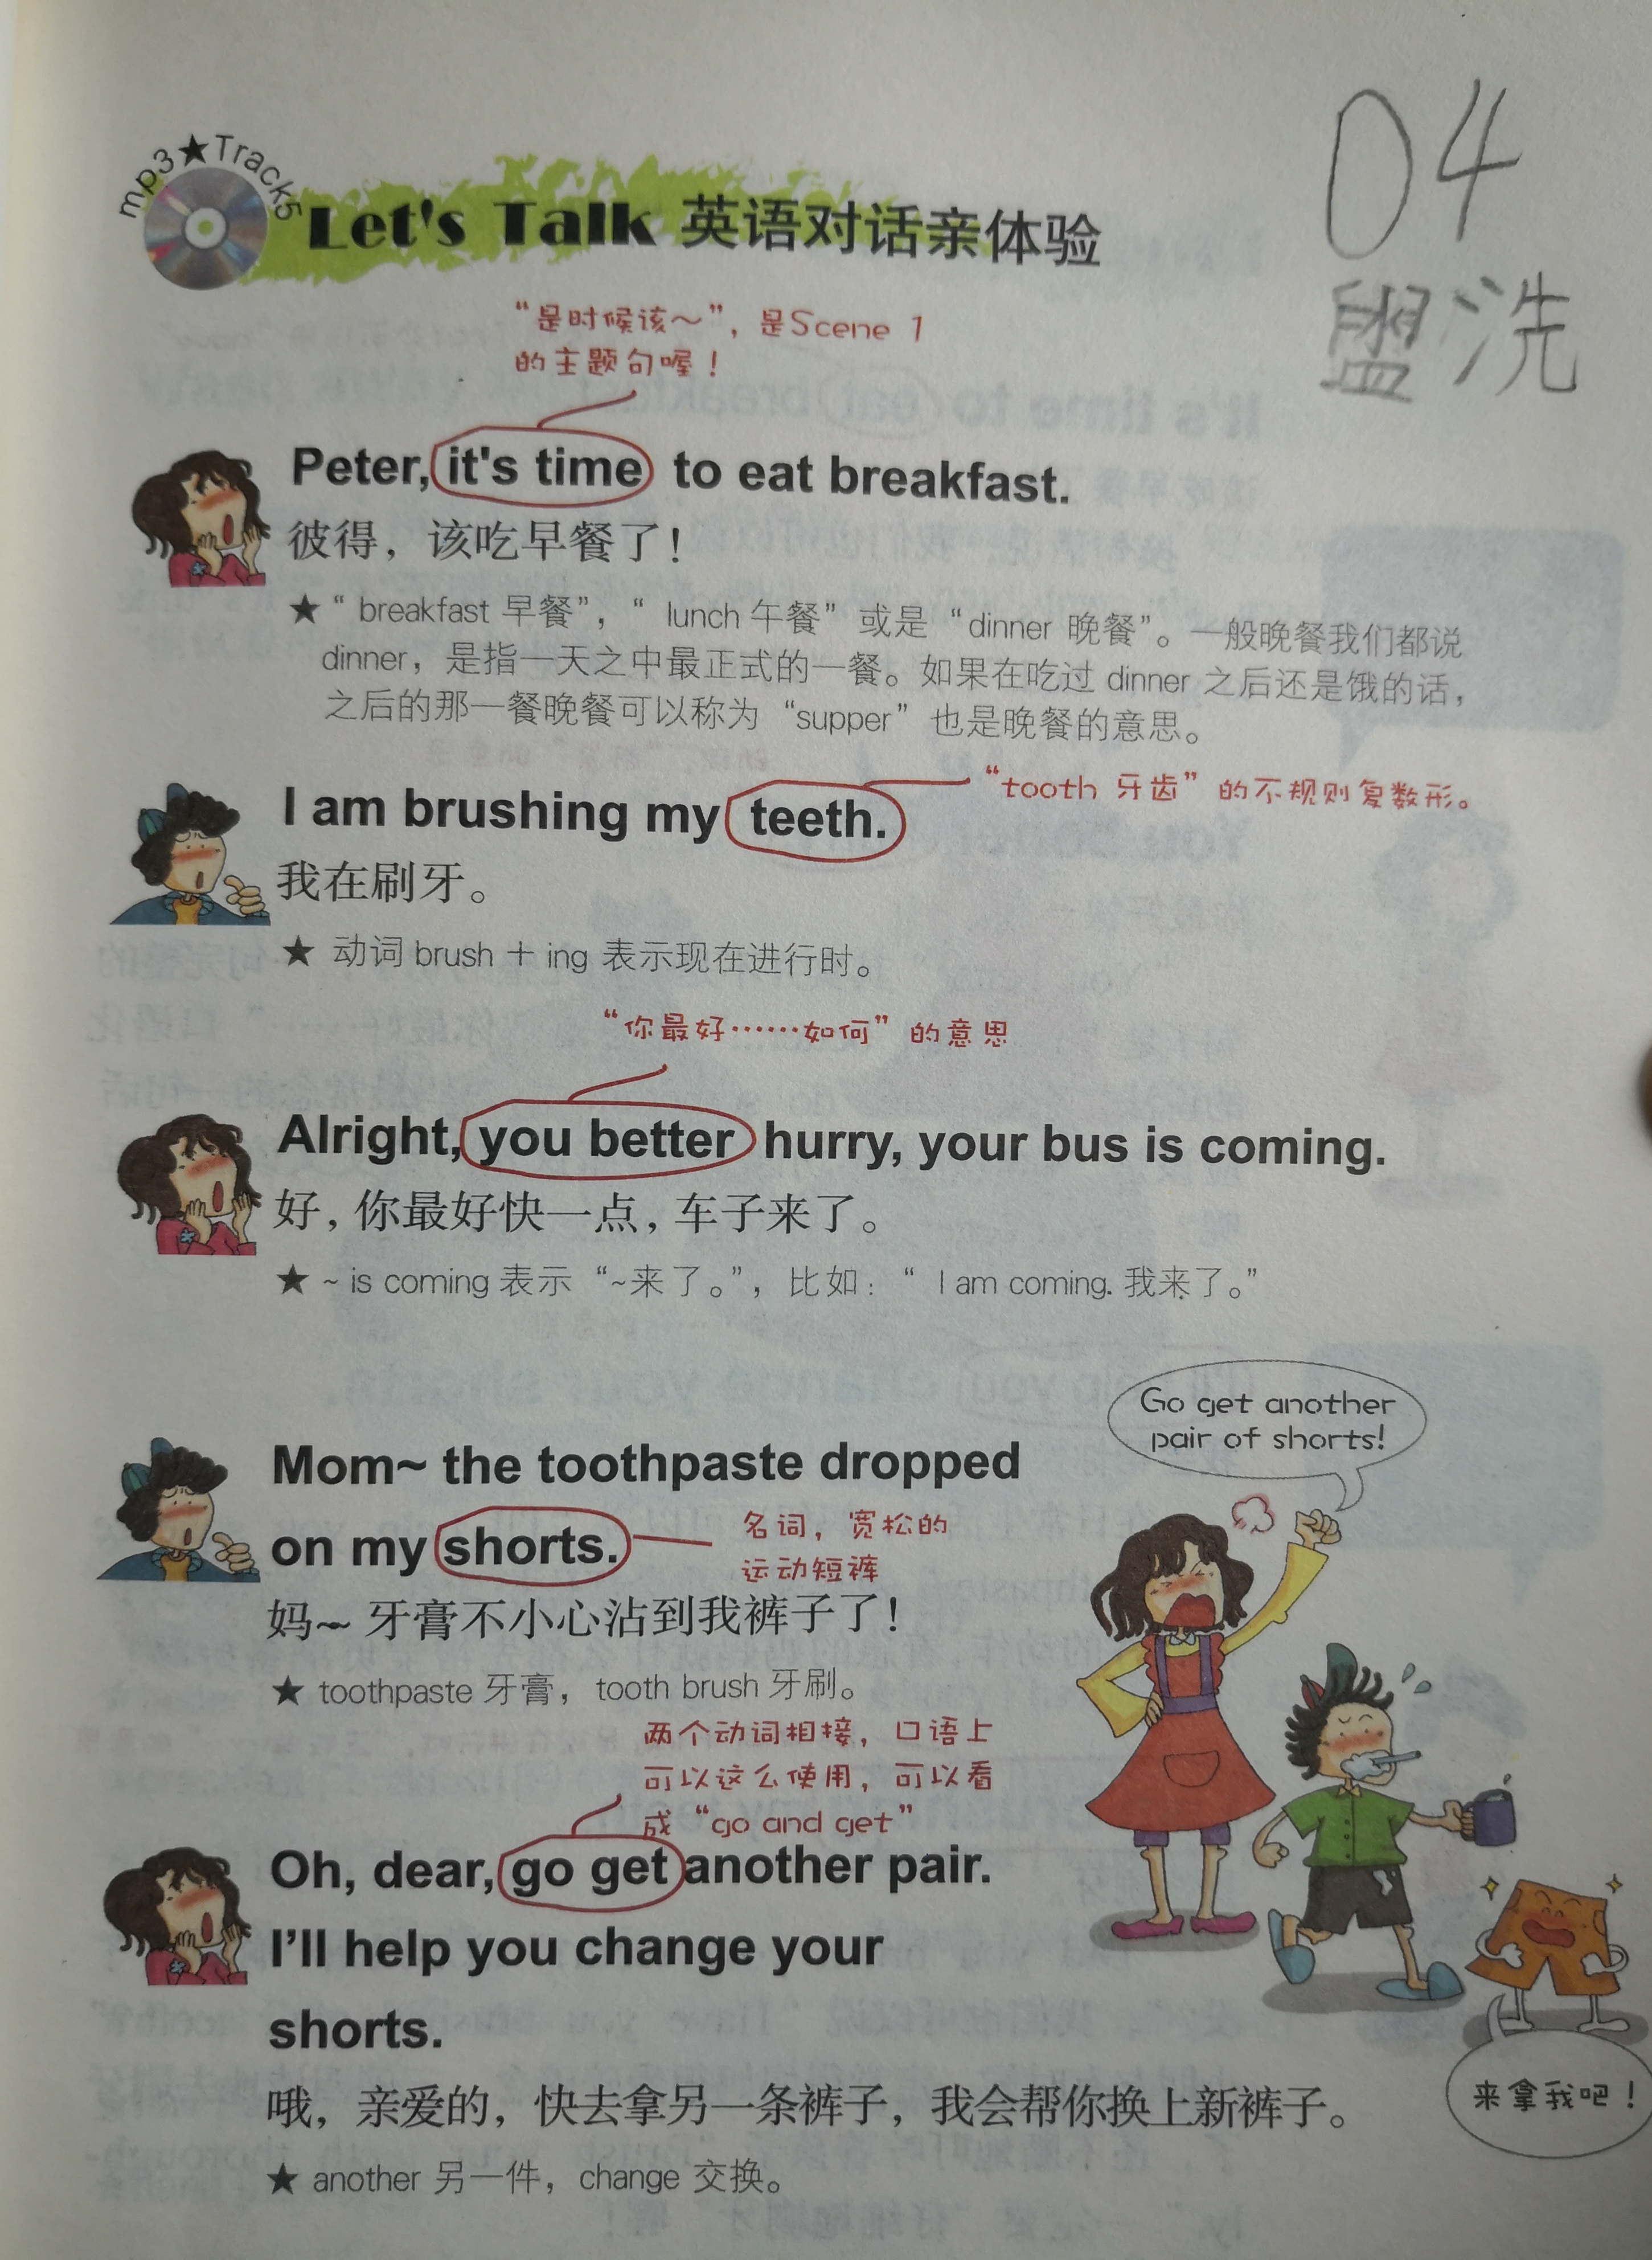 mp3★Track5
Let's Talk 英语对话亲体验
04
盥洗
“是时候该～”，是Scene 1
的主题句喔！
Peter, it's time to eat breakfast.
彼得，该吃早餐了！
★“ breakfast 早餐”，“ lunch 午餐” 或是 “dinner 晚餐”。一般晚餐我们都说
dinner，是指一天之中最正式的一餐。如果在吃过 dinner 之后还是饿的话，
之后的那一餐晚餐可以称为 “supper” 也是晚餐的意思。
“tooth 牙齿” 的不规则复数形。
I am brushing my teeth.
我在刷牙。
★ 动词 brush + ing 表示现在进行时。
“你最好……如何” 的意思
Alright, you better hurry, your bus is coming.
好，你最好快一点，车子来了。
★ ~ is coming 表示 “~来了。”，比如：“ I am coming. 我来了。”
Go get another
pair of shorts!
Mom~ the toothpaste dropped
on my shorts.
名词，宽松的
运动短裤
妈~ 牙膏不小心沾到我裤子了！
★ toothpaste 牙膏，tooth brush 牙刷。
两个动词相接，口语上
可以这么使用，可以看
成 “go and get”
Oh, dear, go get another pair.
I’ll help you change your
shorts.
来拿我吧！
哦，亲爱的，快去拿另一条裤子，我会帮你换上新裤子。
★ another 另一件，change 交换。